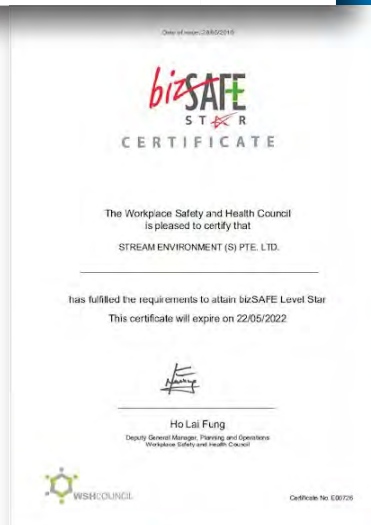 bizSAFE
STAR
CERTIFICATE
The Workplace Safety and Health Council
is pleased to certify that
STREAM ENVIRONMENT (S) PTE. LTD.
has fulfilled the requirements to attain bizSAFE Level Star
This certificate will expire on 22/05/2022
Ho Lai Fung
Deputy General Manager, Planning and Operations
Workplace Safety and Health Council
WSHCOUNCIL
Certificate No.